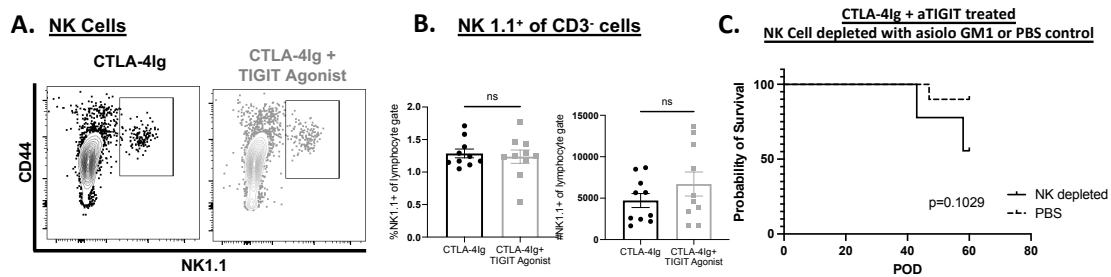 A. NK Cells
CTLA-4Ig
CTLA-4Ig +
TIGIT Agonist
CD44
NK1.1
B. NK 1.1+ of CD3- cells
ns
%NK1.1+ of lymphocyte gate
2.0
1.5
1.0
0.5
0.0
CTLA-4Ig
CTLA-4Ig+
TIGIT Agonist
ns
#NK1.1+ of lymphocyte gate
15000
10000
5000
0
CTLA-4Ig
CTLA-4Ig+
TIGIT Agonist
C. CTLA-4Ig + aTIGIT treated
NK Cell depleted with asiolo GM1 or PBS control
Probability of Survival
100
50
0
0 20 40 60 80
POD
p=0.1029
NK depleted
PBS